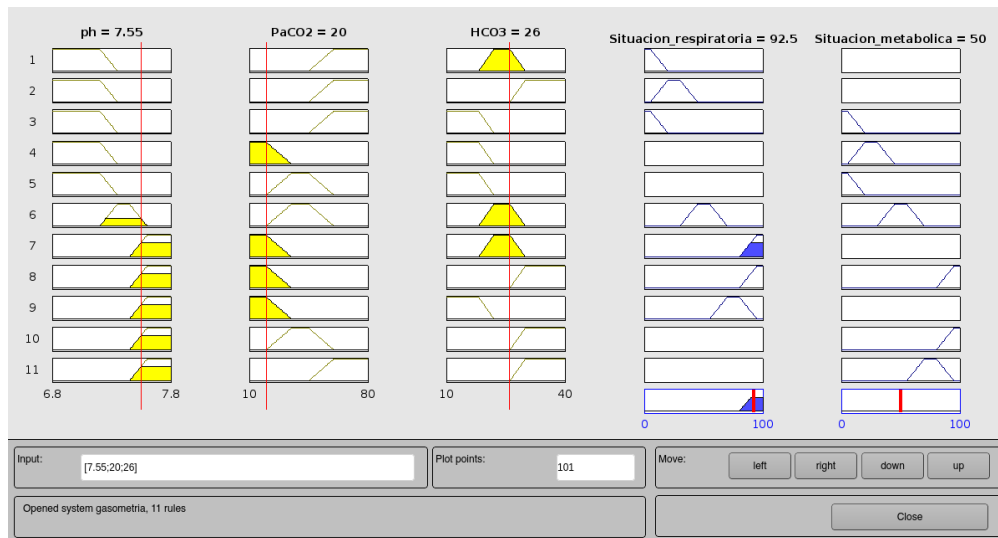 ph = 7.55 PaCO2 = 20 HCO3 = 26 Situacion_respiratoria = 92.5 Situacion_metabolica = 50
1
2
3
4
5
6
7
8
9
10
11
6.8 7.8 10 80 10 40
0 100 0 100
Input: [7.55;20;26] Plot points: 101 Move: left right down up
Opened system gasometria, 11 rules Close